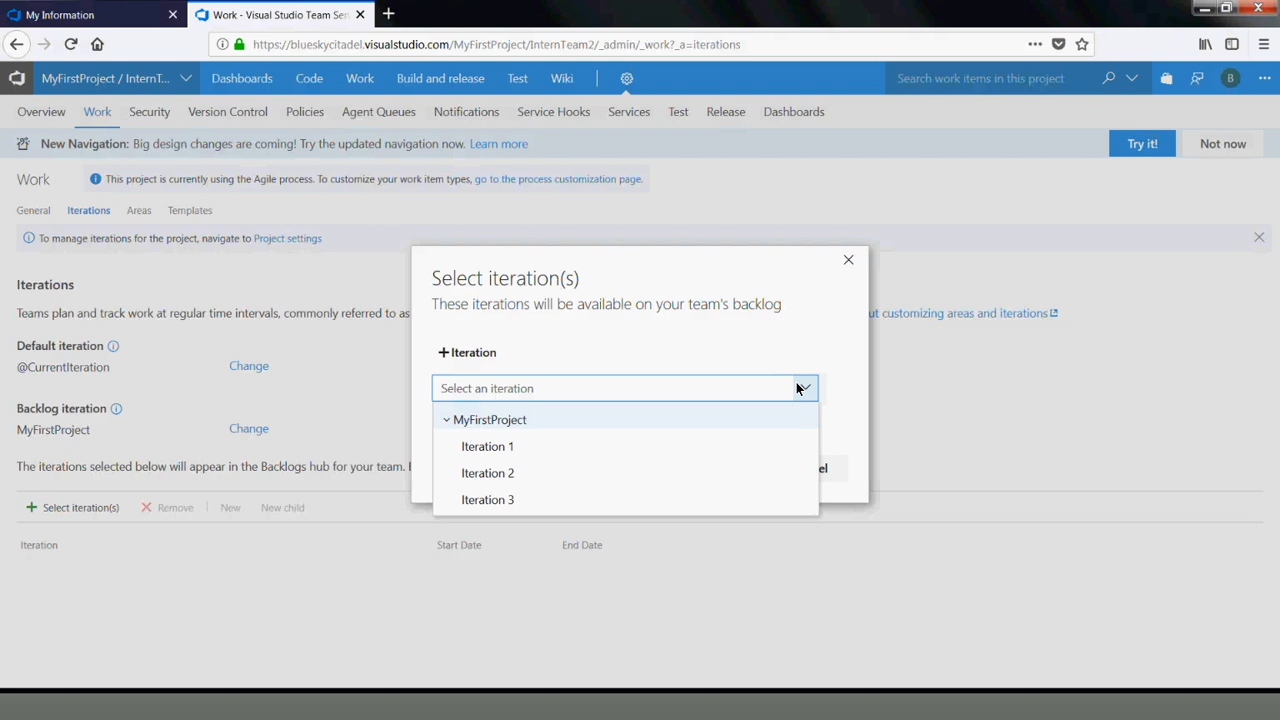 My Information
Work - Visual Studio Team Ser
https://blueskycitadel.visualstudio.com/MyFirstProject/InternTeam2/_admin/_work?_a=iterations
MyFirstProject / InternT... Dashboards Code Work Build and release Test Wiki Search work items in this project B
Overview Work Security Version Control Policies Agent Queues Notifications Service Hooks Services Test Release Dashboards
New Navigation: Big design changes are coming! Try the updated navigation now. Learn more Try it! Not now
Work This project is currently using the Agile process. To customize your work item types, go to the process customization page.
General Iterations Areas Templates
To manage iterations for the project, navigate to Project settings
Iterations
Teams plan and track work at regular time intervals, commonly referred to as
ut customizing areas and iterations
Default iteration
@CurrentIteration Change
Backlog iteration
MyFirstProject Change
The iterations selected below will appear in the Backlogs hub for your team.
Select iteration(s) Remove New New child
Iteration Start Date End Date
Select iteration(s)
These iterations will be available on your team's backlog
+ Iteration
Select an iteration
MyFirstProject
Iteration 1
Iteration 2
Iteration 3
el